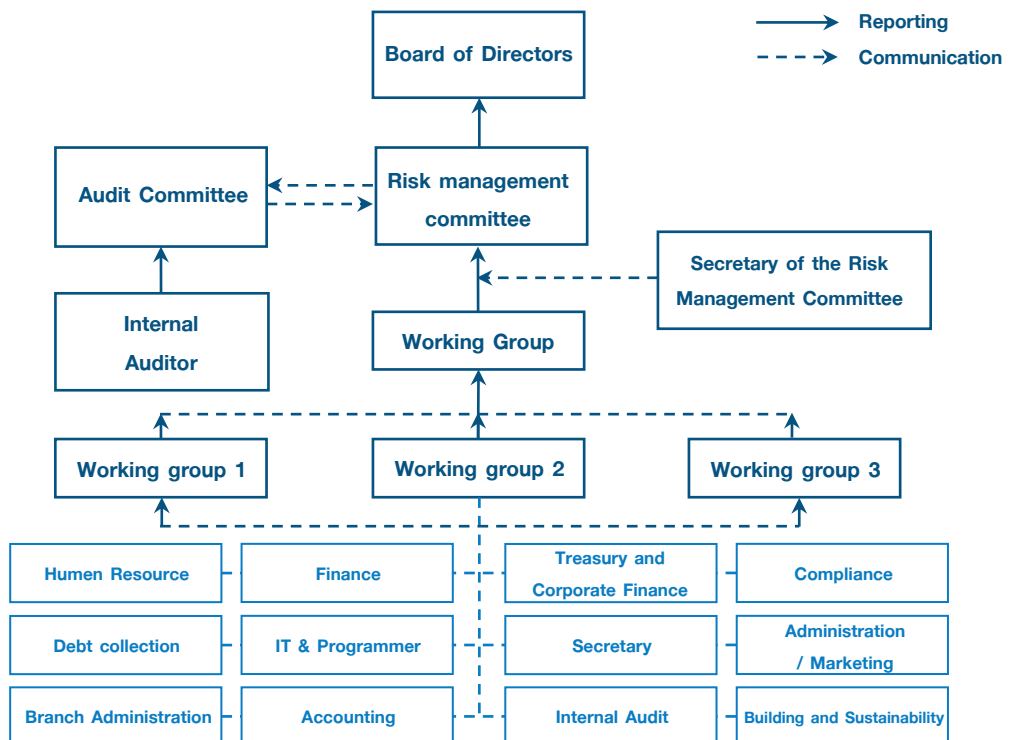 Reporting
Communication
Board of Directors
Audit Committee
Risk management
committee
Secretary of the Risk
Management Committee
Internal
Auditor
Working Group
Working group 1
Working group 2
Working group 3
Humen Resource
Finance
Treasury and
Corporate Finance
Compliance
Debt collection
IT & Programmer
Secretary
Administration
/ Marketing
Branch Administration
Accounting
Internal Audit
Building and Sustainability